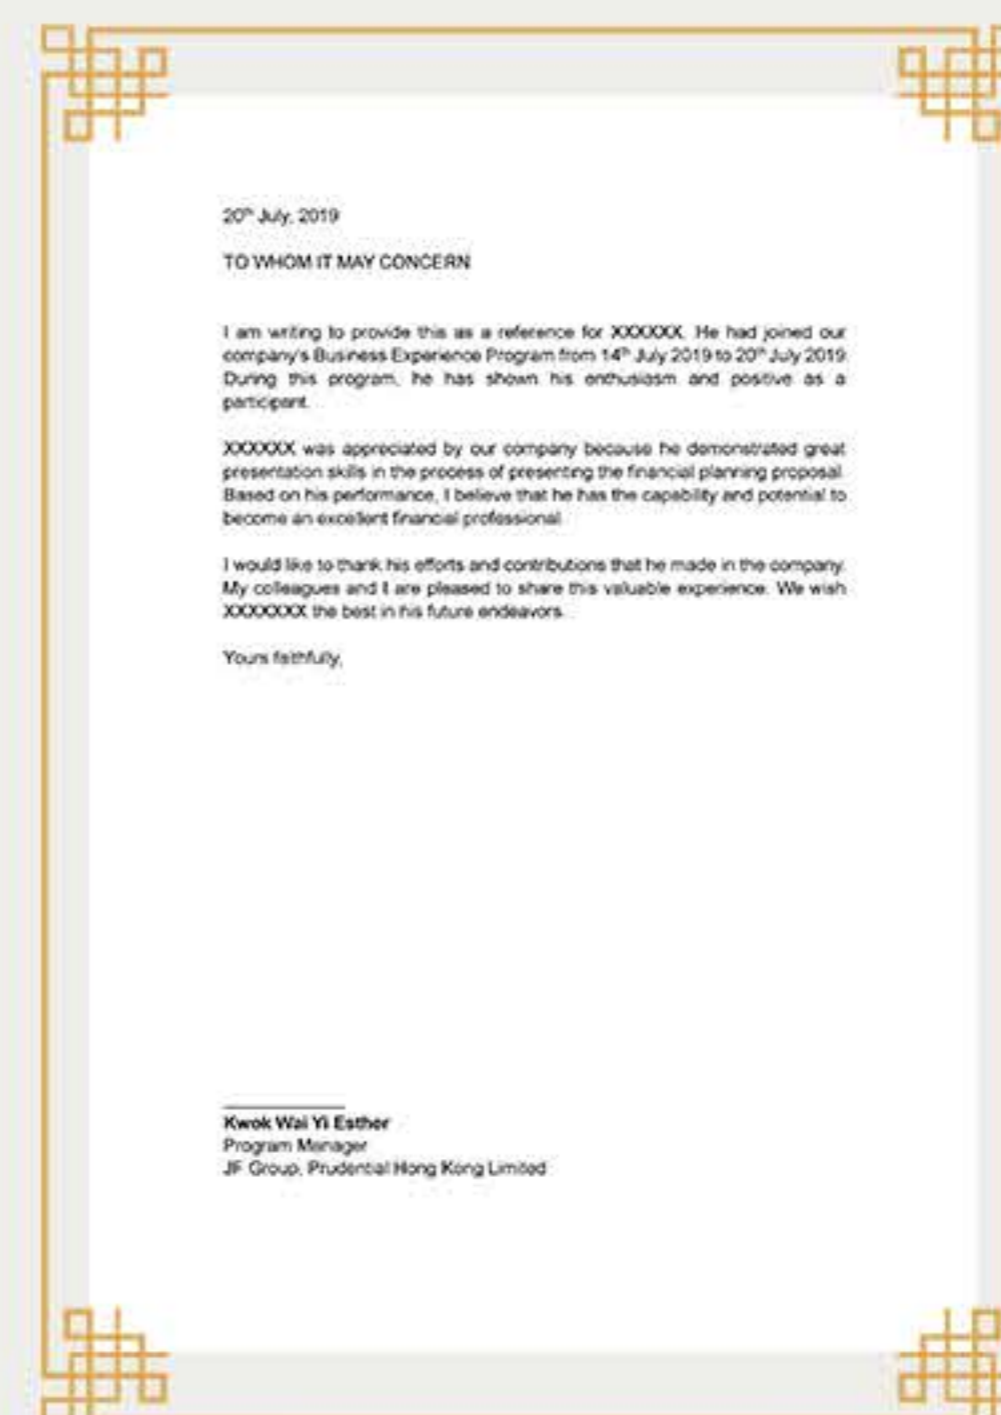 20th July, 2019
TO WHOM IT MAY CONCERN
I am writing to provide this as a reference for XXXXXX. He had joined our
company's Business Experience Program from 14th July 2019 to 20th July 2019.
During this program, he has shown his enthusiasm and positive as a
participant.
XXXXXX was appreciated by our company because he demonstrated great
presentation skills in the process of presenting the financial planning proposal.
Based on his performance, I believe that he has the capability and potential to
become an excellent financial professional.
I would like to thank his efforts and contributions that he made in the company.
My colleagues and I are pleased to share this valuable experience. We wish
XXXXXXX the best in his future endeavors.
Yours faithfully,
Kwok Wai Yi Esther
Program Manager
JF Group, Prudential Hong Kong Limited